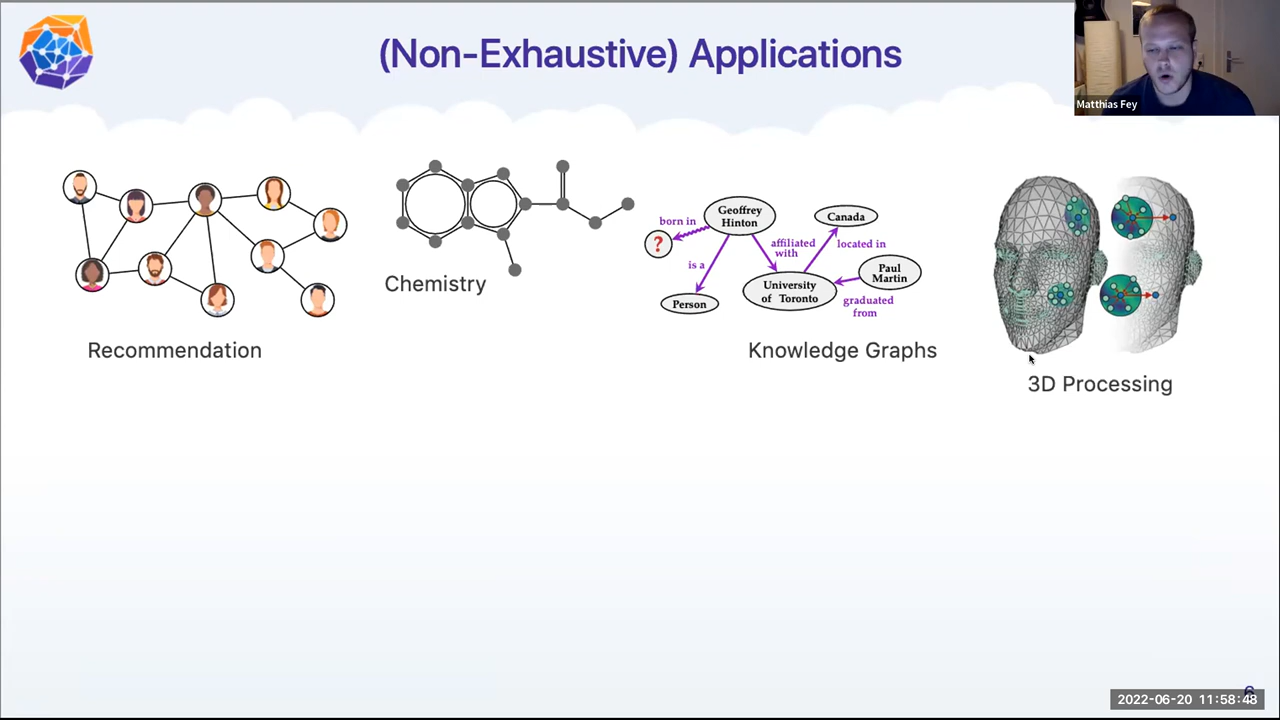 (Non-Exhaustive) Applications
Matthias Fey
Recommendation
Chemistry
Geoffrey
Hinton
born in
?
is a
Person
affiliated
with
University
of Toronto
Canada
located in
Paul
Martin
graduated
from
Knowledge Graphs
3D Processing
6
2022-06-20 11:58:48